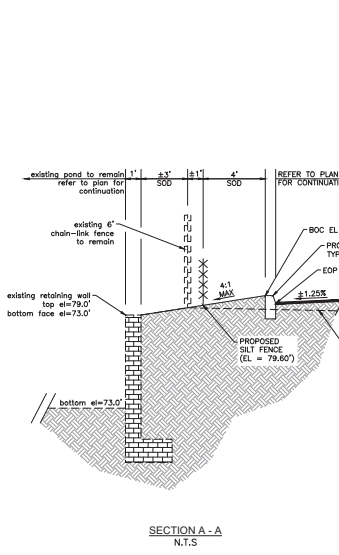 existing pond to remain
refer to plan for
continuation
1'
±3'
SOD
±1'
4'
SOD
REFER TO PLAN
FOR CONTINUATI
existing 6'
chain-link fence
to remain
BOC EL
PRO
TYP
EOP
4:1
MAX
±1.25%
existing retaining wall
top el=79.0'
bottom face el=73.0'
PROPOSED
SILT FENCE
(EL = 79.60')
bottom el=73.0'
SECTION A - A
N.T.S